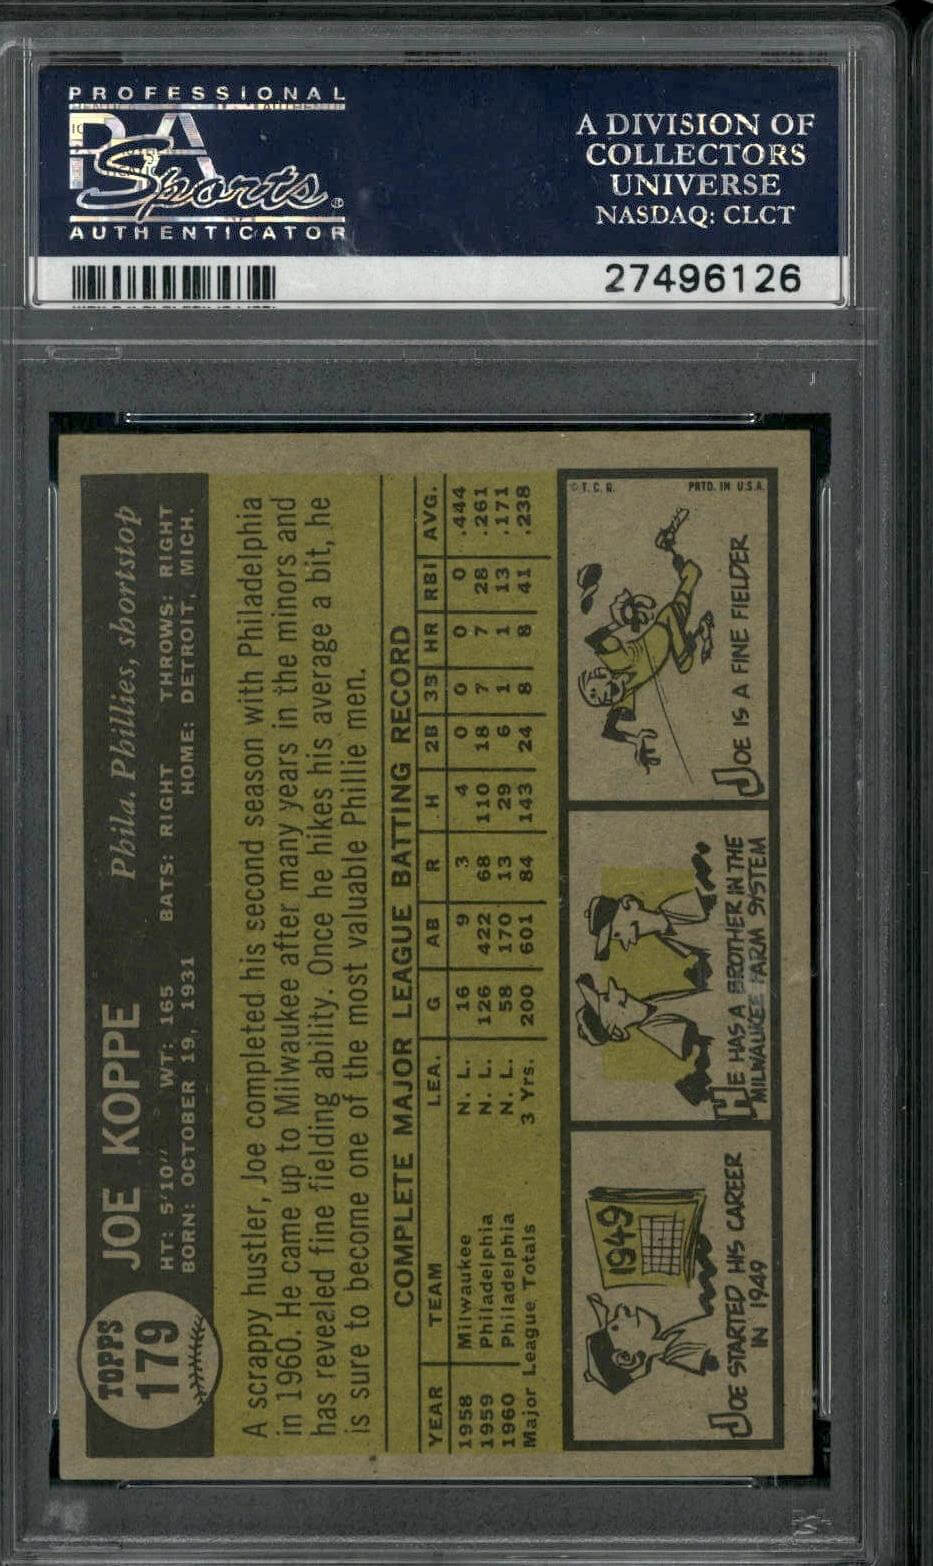 PROFESSIONAL
PSA
Sports®
AUTHENTICATOR
A DIVISION OF
COLLECTORS
UNIVERSE
NASDAQ: CLCT
27496126
TOPPS
179
JOE KOPPE Phila. Phillies, shortstop
HT: 5'10" WT: 165 BATS: RIGHT THROWS: RIGHT
BORN: OCTOBER 19, 1931 HOME: DETROIT, MICH.
A scrappy hustler, Joe completed his second season with Philadelphia
in 1960. He came up to Milwaukee after many years in the minors and
has revealed fine fielding ability. Once he hikes his average a bit, he
is sure to become one of the most valuable Phillie men.
COMPLETE MAJOR LEAGUE BATTING RECORD
YEAR TEAM LEA. G AB R H 2B 3B HR RBI AVG.
1958 Milwaukee N. L. 16 9 3 4 0 0 0 0 .444
1959 Philadelphia N. L. 126 422 68 110 18 7 7 28 .261
1960 Philadelphia N. L. 58 170 13 29 6 1 1 13 .171
Major League Totals 3 Yrs. 200 601 84 143 24 8 8 41 .238
1949
JOE STARTED HIS CAREER
IN 1949
HE HAS A BROTHER IN THE
MILWAUKEE FARM SYSTEM
© T. C. G. PRTD. IN U.S.A.
JOE IS A FINE FIELDER